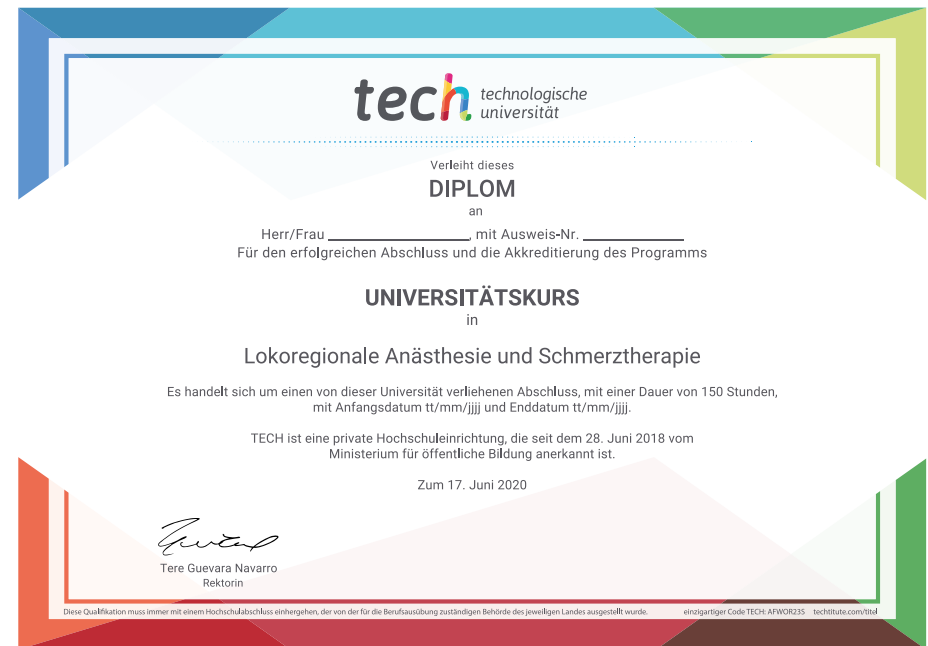 tech technologische
universität
Verleiht dieses
DIPLOM
an
Herr/Frau ____________________, mit Ausweis-Nr. ______________
Für den erfolgreichen Abschluss und die Akkreditierung des Programms
UNIVERSITÄTSKURS
in
Lokoregionale Anästhesie und Schmerztherapie
Es handelt sich um einen von dieser Universität verliehenen Abschluss, mit einer Dauer von 150 Stunden,
mit Anfangsdatum tt/mm/jjjj und Enddatum tt/mm/jjjj.
TECH ist eine private Hochschuleinrichtung, die seit dem 28. Juni 2018 vom
Ministerium für öffentliche Bildung anerkannt ist.
Zum 17. Juni 2020
Tere Guevara Navarro
Rektorin
Diese Qualifikation muss immer mit einem Hochschulabschluss einhergehen, der von der für die Berufsausübung zuständigen Behörde des jeweiligen Landes ausgestellt wurde. einzigartiger Code TECH: AFWOR23S techtitute.com/titel